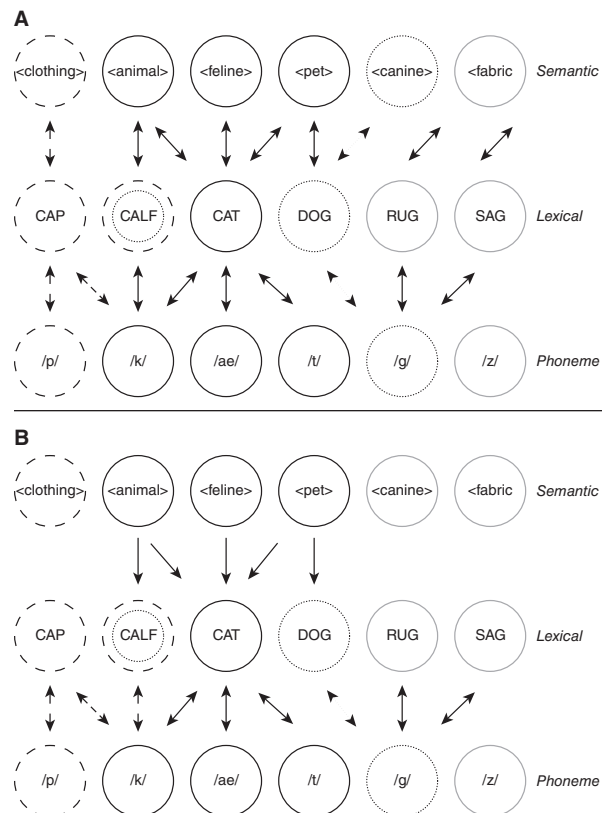 A
<clothing> <animal> <feline> <pet> <canine> <fabric Semantic
CAP CALF CAT DOG RUG SAG Lexical
/p/ /k/ /ae/ /t/ /g/ /z/ Phoneme
B
<clothing> <animal> <feline> <pet> <canine> <fabric Semantic
CAP CALF CAT DOG RUG SAG Lexical
/p/ /k/ /ae/ /t/ /g/ /z/ Phoneme